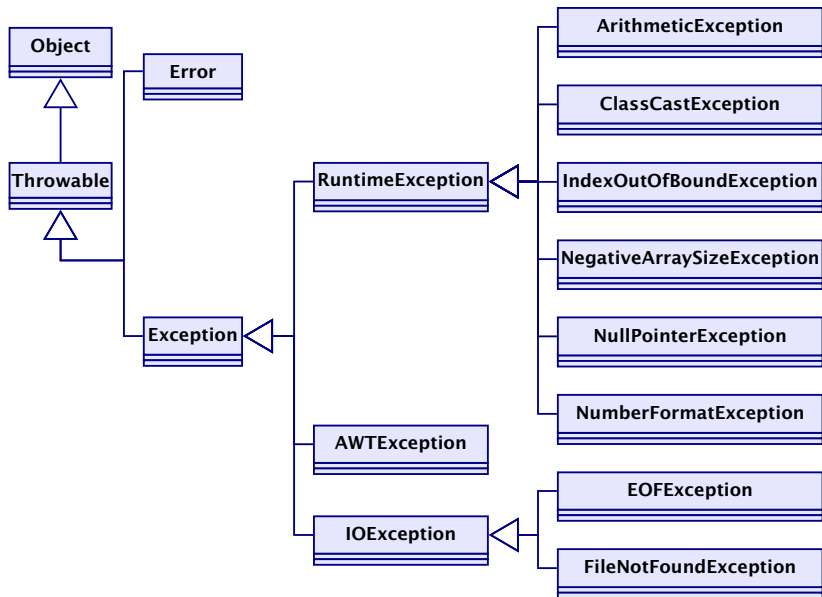 Object
Error
Throwable
Exception
RuntimeException
AWTException
IOException
ArithmeticException
ClassCastException
IndexOutOfBoundException
NegativeArraySizeException
NullPointerException
NumberFormatException
EOFException
FileNotFoundException